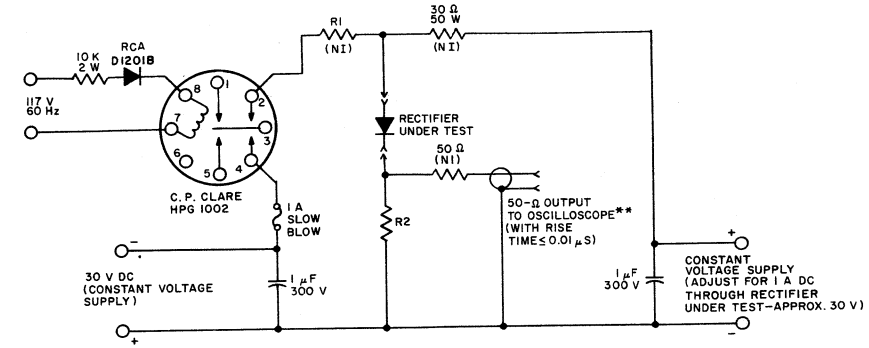 30 Ω
50 W
(NI)
R1
(NI)
RCA
D1201B
10 K
2 W
117 V
60 Hz
8
1
2
7
3
6
5
4
C. P. CLARE
HPG 1002
RECTIFIER
UNDER TEST
50 Ω
(NI)
1 A
SLOW
BLOW
R2
50-Ω OUTPUT
TO OSCILLOSCOPE**
(WITH RISE
TIME ≤ 0.01 μS)
-
30 V DC
(CONSTANT VOLTAGE
SUPPLY)
+
1 μF
300 V
1 μF
300 V
+
CONSTANT
VOLTAGE SUPPLY
(ADJUST FOR 1 A DC
THROUGH RECTIFIER
UNDER TEST-APPROX. 30 V)
-